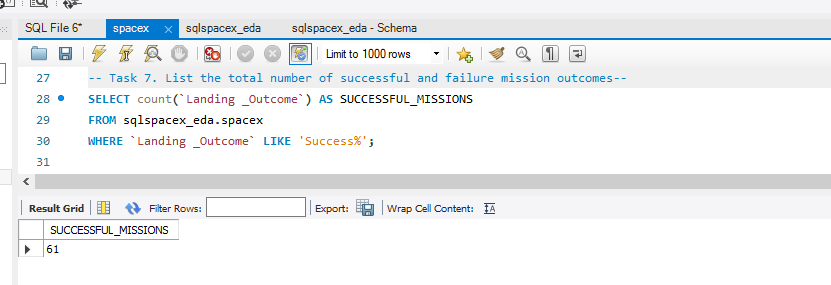 SQL File 6* spacex × sqlspacex_eda sqlspacex_eda - Schema
Limit to 1000 rows
27 -- Task 7. List the total number of successful and failure mission outcomes--
28 SELECT count(`Landing _Outcome`) AS SUCCESSFUL_MISSIONS
29 FROM sqlspacex_eda.spacex
30 WHERE `Landing _Outcome` LIKE 'Success%';
31
Result Grid Filter Rows: Export: Wrap Cell Content:
SUCCESSFUL_MISSIONS
61